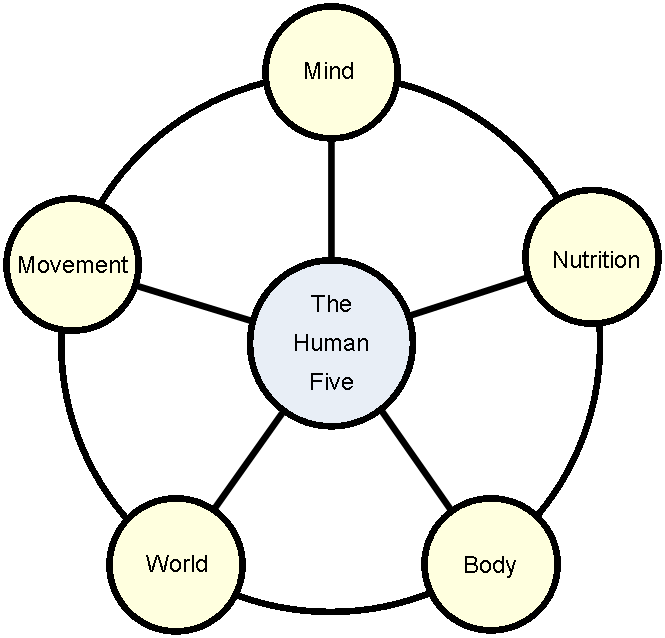 Mind
Movement
Nutrition
The
Human
Five
World
Body